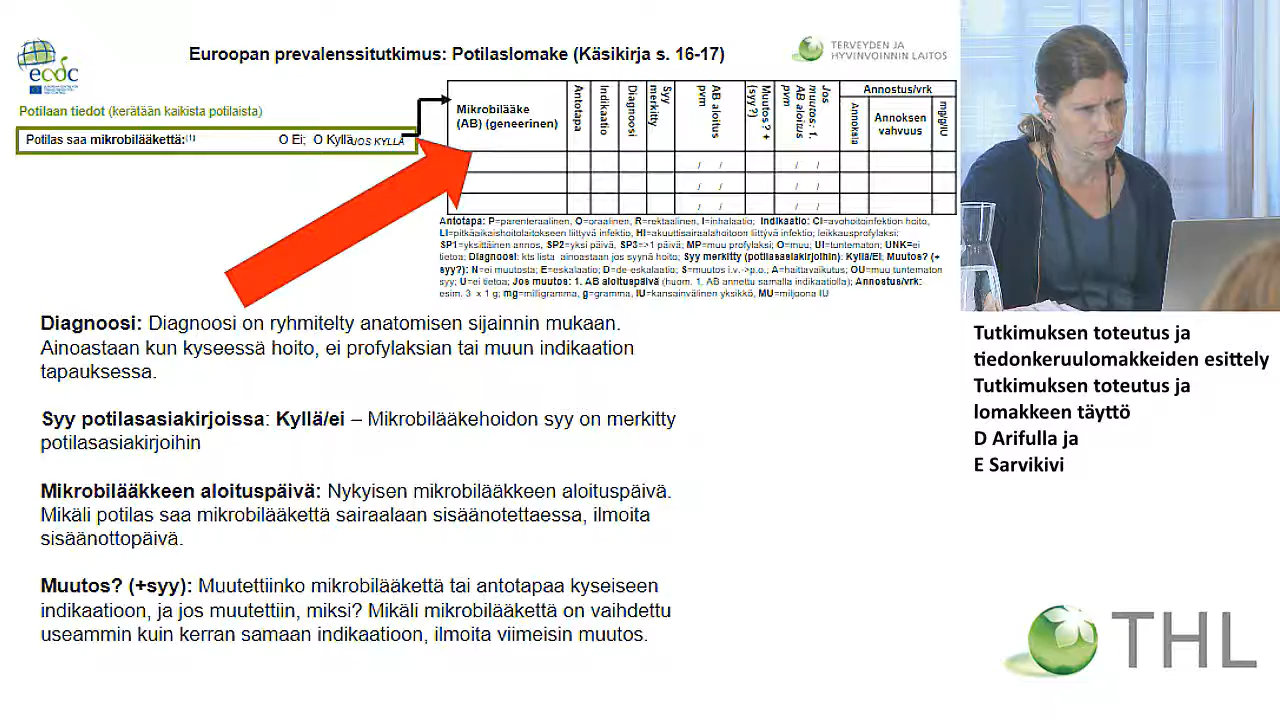 Euroopan prevalenssitutkimus: Potilaslomake (Käsikirja s. 16-17)
ecdc
TERVEYDEN JA
HYVINVOINNIN LAITOS
Potilaan tiedot (kerätään kaikista potilaista)
Potilas saa mikrobilääkettä:(1) O Ei; O Kyllä JOS KYLLÄ
Mikrobilääke
(AB) (geneerinen)
Antotapa
Indikaatio
Diagnoosi
Syy
merkitty
AB aloitus
pvm
Muutos? +
(syy?)
Jos
muutos: 1.
AB aloitus
pvm
Annostus/vrk
Annoksia
Annoksen
vahvuus
mg/g/IU
/ / / /
/ / / /
/ / / /
Antotapa: P=parenteraalinen, O=oraalinen, R=rektaalinen, I=inhalaatio; Indikaatio: CI=avohoitoinfektion hoito,
LI=pitkäaikaishoitolaitokseen liittyvä infektio, HI=akuuttisairaalahoitoon liittyvä infektio; leikkausprofylaksi:
SP1=yksittäinen annos, SP2=yksi päivä, SP3=>1 päivä; MP=muu profylaksi; O=muu; UI=tuntematon; UNK=ei
tietoa; Diagnoosi: kts lista ainoastaan jos syynä hoito; Syy merkitty (potilasasiakirjoihin): Kyllä/Ei; Muutos? (+
syy?): N=ei muutosta; E=eskalaatio; D=de-eskalaatio; S=muutos i.v.->p.o.; A=haittavaikutus; OU=muu tuntematon
syy; U=ei tietoa; Jos muutos: 1. AB aloituspäivä (huom. 1. AB annettu samalla indikaatiolla); Annostus/vrk:
esim. 3 x 1 g; mg=milligramma, g=gramma, IU=kansainvälinen yksikkö, MU=miljoona IU
Diagnoosi: Diagnoosi on ryhmitelty anatomisen sijainnin mukaan.
Ainoastaan kun kyseessä hoito, ei profylaksian tai muun indikaation
tapauksessa.
Syy potilasasiakirjoissa: Kyllä/ei – Mikrobilääkehoidon syy on merkitty
potilasasiakirjoihin
Mikrobilääkkeen aloituspäivä: Nykyisen mikrobilääkkeen aloituspäivä.
Mikäli potilas saa mikrobilääkettä sairaalaan sisäänotettaessa, ilmoita
sisäänottopäivä.
Muutos? (+syy): Muutettiinko mikrobilääkettä tai antotapaa kyseiseen
indikaatioon, ja jos muutettiin, miksi? Mikäli mikrobilääkettä on vaihdettu
useammin kuin kerran samaan indikaatioon, ilmoita viimeisin muutos.
Tutkimuksen toteutus ja
tiedonkeruulomakkeiden esittely
Tutkimuksen toteutus ja
lomakkeen täyttö
D Arifulla ja
E Sarvikivi
THL